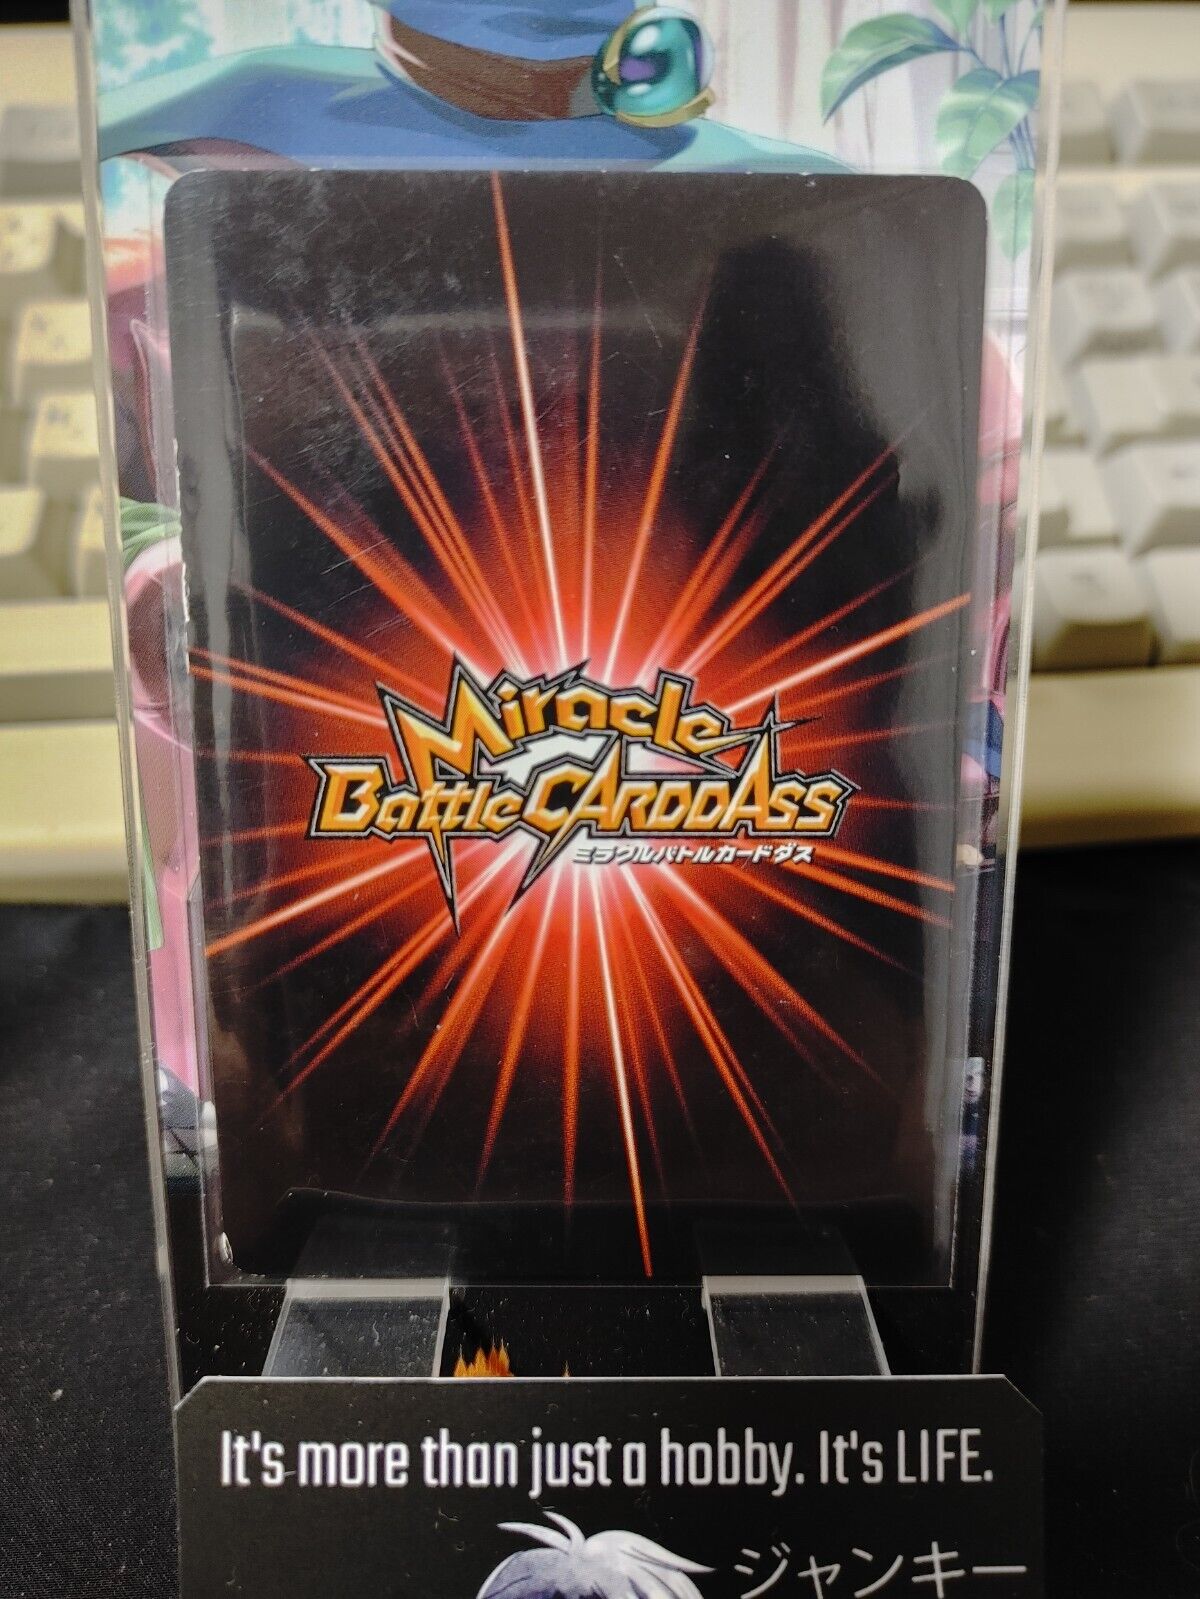 Miracle
Battle CARDDASS
ミラクルバトルカードダス
It's more than just a hobby. It's LIFE.
ジャンキー